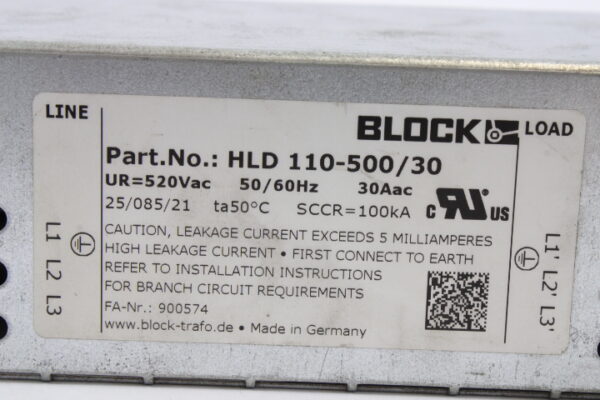 LINE
BLOCK
LOAD
Part.No.: HLD 110-500/30
UR=520Vac 50/60Hz 30Aac
25/085/21 ta50°C SCCR=100kA
c RU US
CAUTION, LEAKAGE CURRENT EXCEEDS 5 MILLIAMPERES
HIGH LEAKAGE CURRENT • FIRST CONNECT TO EARTH
REFER TO INSTALLATION INSTRUCTIONS
FOR BRANCH CIRCUIT REQUIREMENTS
FA-Nr.: 900574
www.block-trafo.de • Made in Germany
L1 L2 L3
L1' L2' L3'